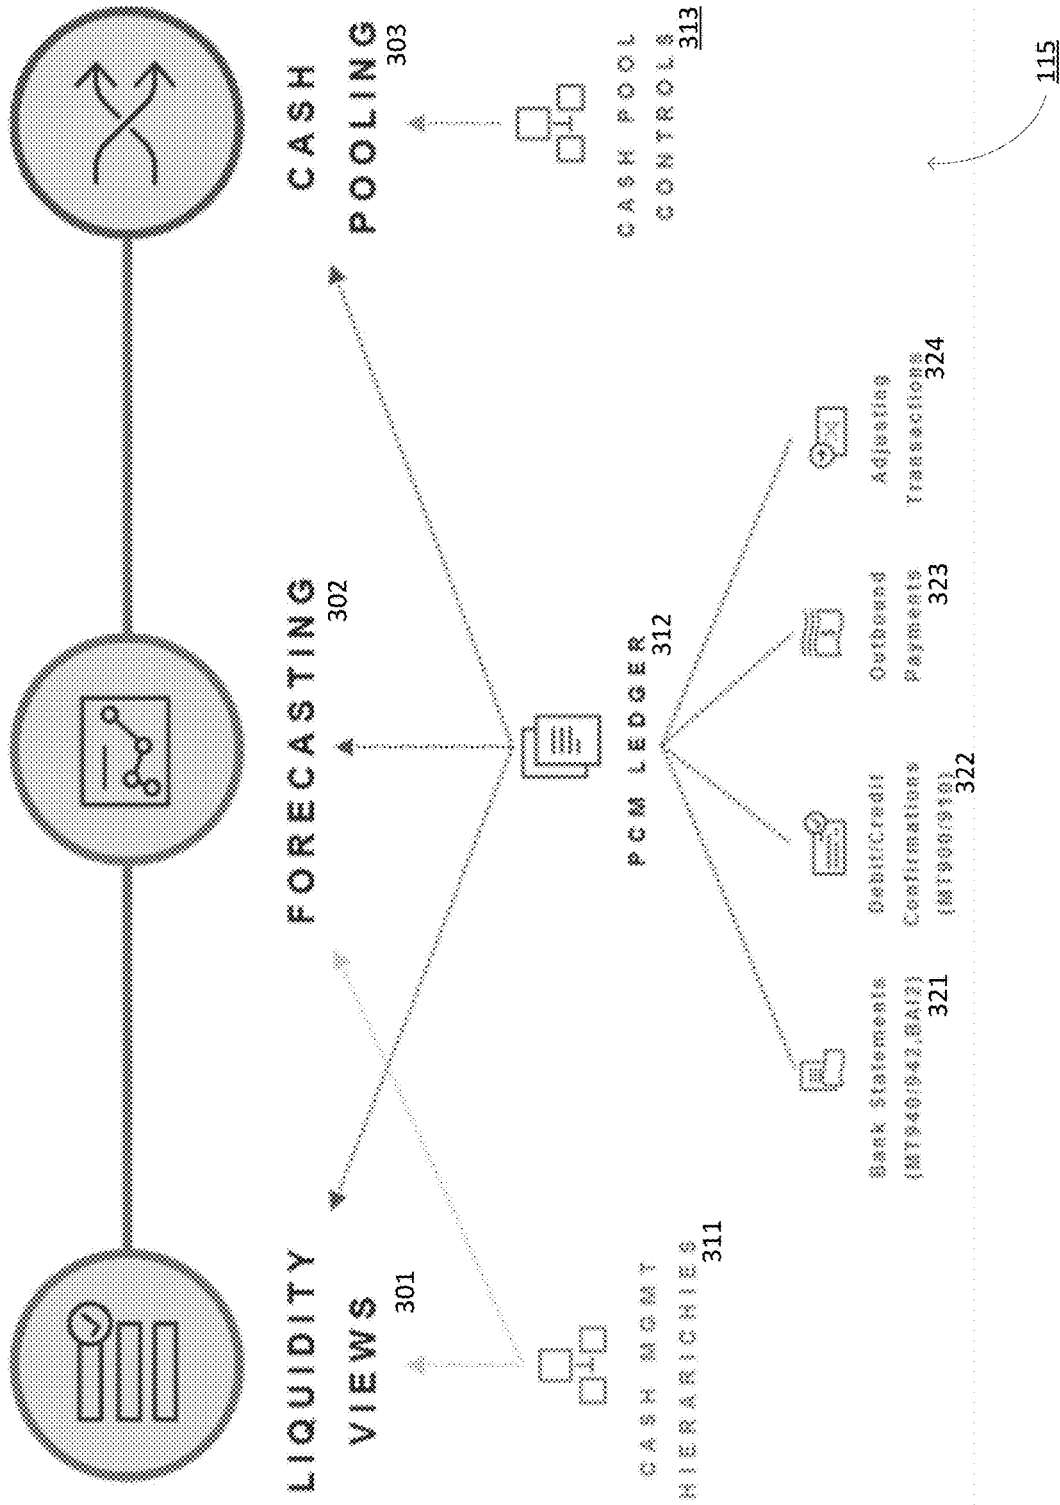 LIQUIDITY
VIEWS
301
FORECASTING
302
CASH
POOLING
303
CASH MGMT
HIERARICHIES
311
PCM LEDGER
312
CASH POOL
CONTROLS
313
Bank Statements
(MT940/942,BAI2)
321
Debit/Credit
Confirmations
(MT900/910)
322
Outbound
Payments
323
Adjusting
Transactions
324
115